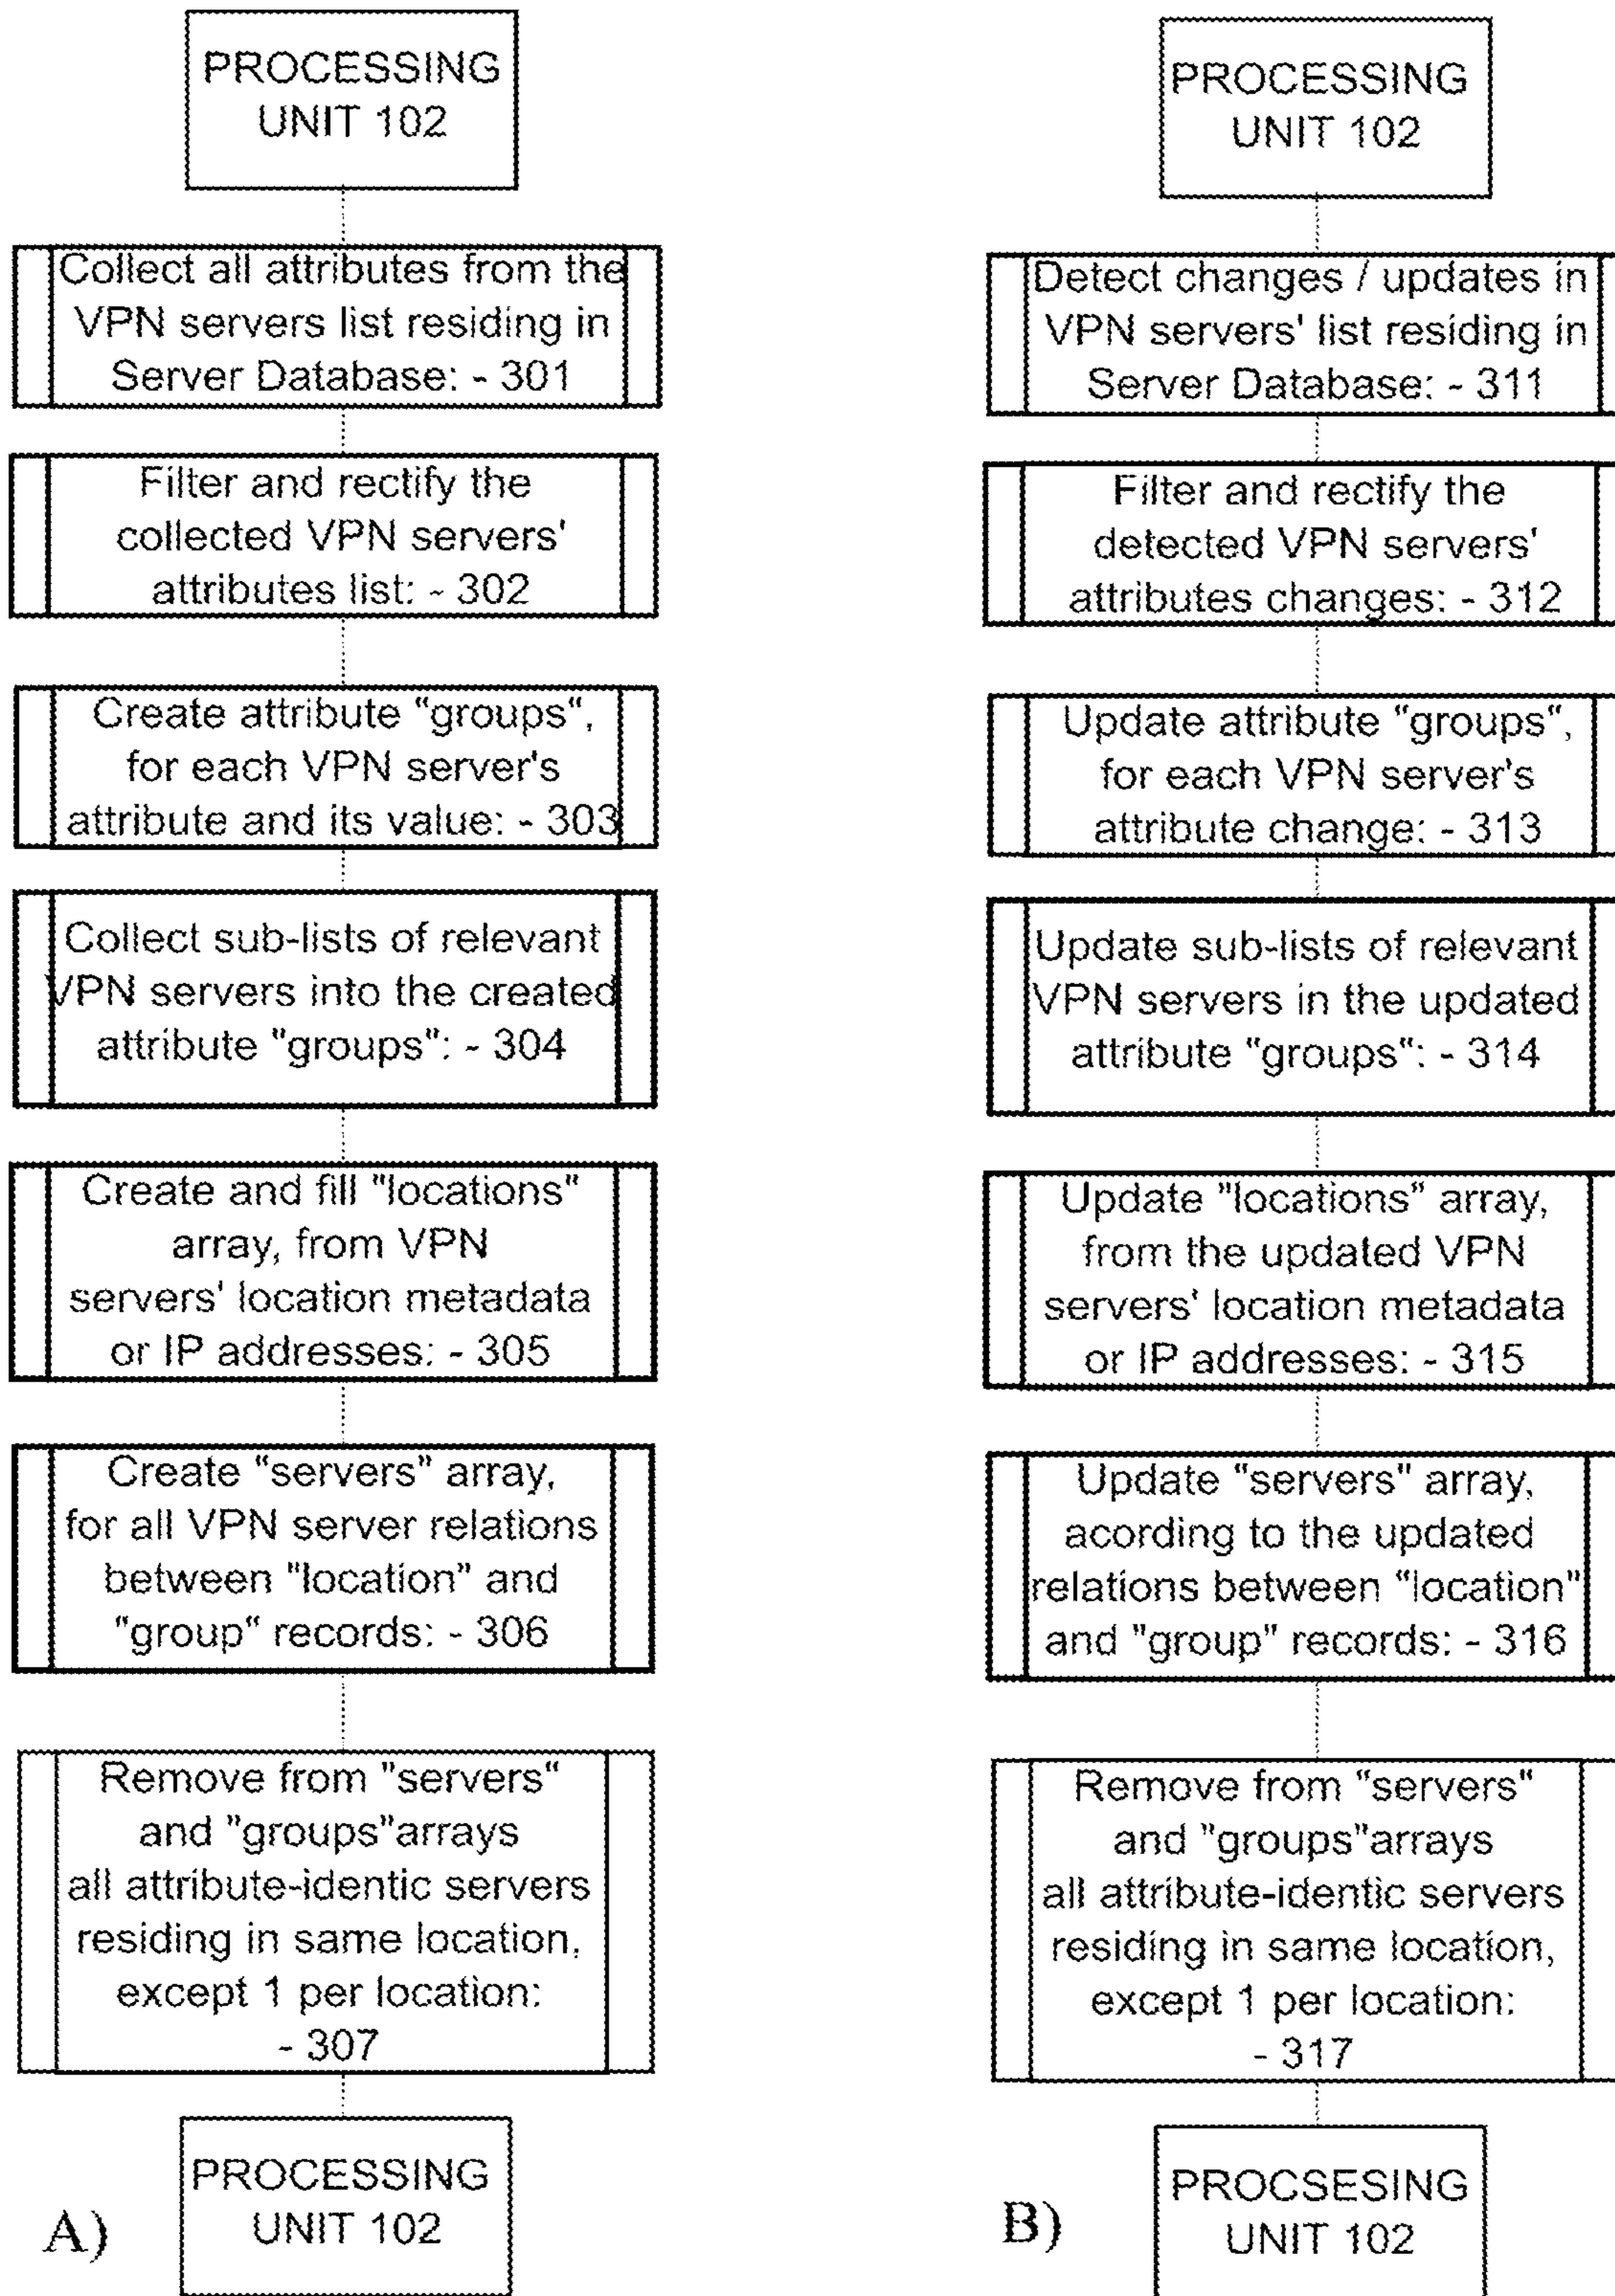 PROCESSING
UNIT 102
Collect all attributes from the
VPN servers list residing in
Server Database: - 301
Filter and rectify the
collected VPN servers'
attributes list: - 302
Create attribute "groups",
for each VPN server's
attribute and its value: - 303
Collect sub-lists of relevant
VPN servers into the created
attribute "groups": - 304
Create and fill "locations"
array, from VPN
servers' location metadata
or IP addresses: - 305
Create "servers" array,
for all VPN server relations
between "location" and
"group" records: - 306
Remove from "servers"
and "groups"arrays
all attribute-identic servers
residing in same location,
except 1 per location:
- 307
PROCESSING
UNIT 102
A)
PROCESSING
UNIT 102
Detect changes / updates in
VPN servers' list residing in
Server Database: - 311
Filter and rectify the
detected VPN servers'
attributes changes: - 312
Update attribute "groups",
for each VPN server's
attribute change: - 313
Update sub-lists of relevant
VPN servers in the updated
attribute "groups": - 314
Update "locations" array,
from the updated VPN
servers' location metadata
or IP addresses: - 315
Update "servers" array,
acording to the updated
relations between "location"
and "group" records: - 316
Remove from "servers"
and "groups"arrays
all attribute-identic servers
residing in same location,
except 1 per location:
- 317
PROCSESING
UNIT 102
B)